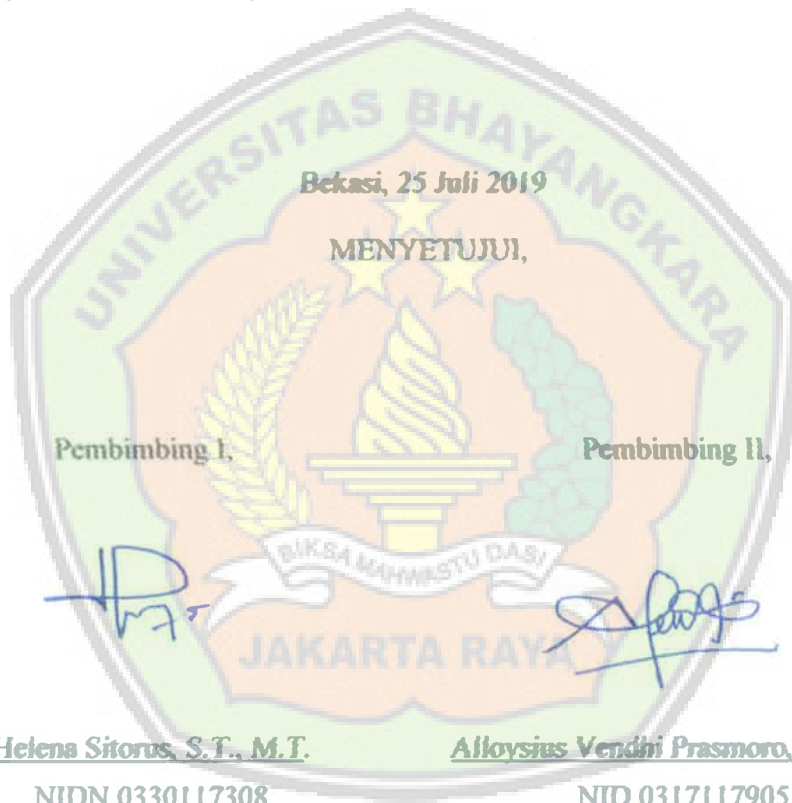 UNIVERSITAS BHAYANGKARA
Bekasi, 25 Juli 2019
MENYETUJUI,
Pembimbing I,
Pembimbing II,
BIKSA MAHWASTU DASI
JAKARTA RAYA
Helena Sitorus, S.T., M.T.
Alloysius Vendhi Prasmoro,
NIDN 0330117308
NID 0317117905